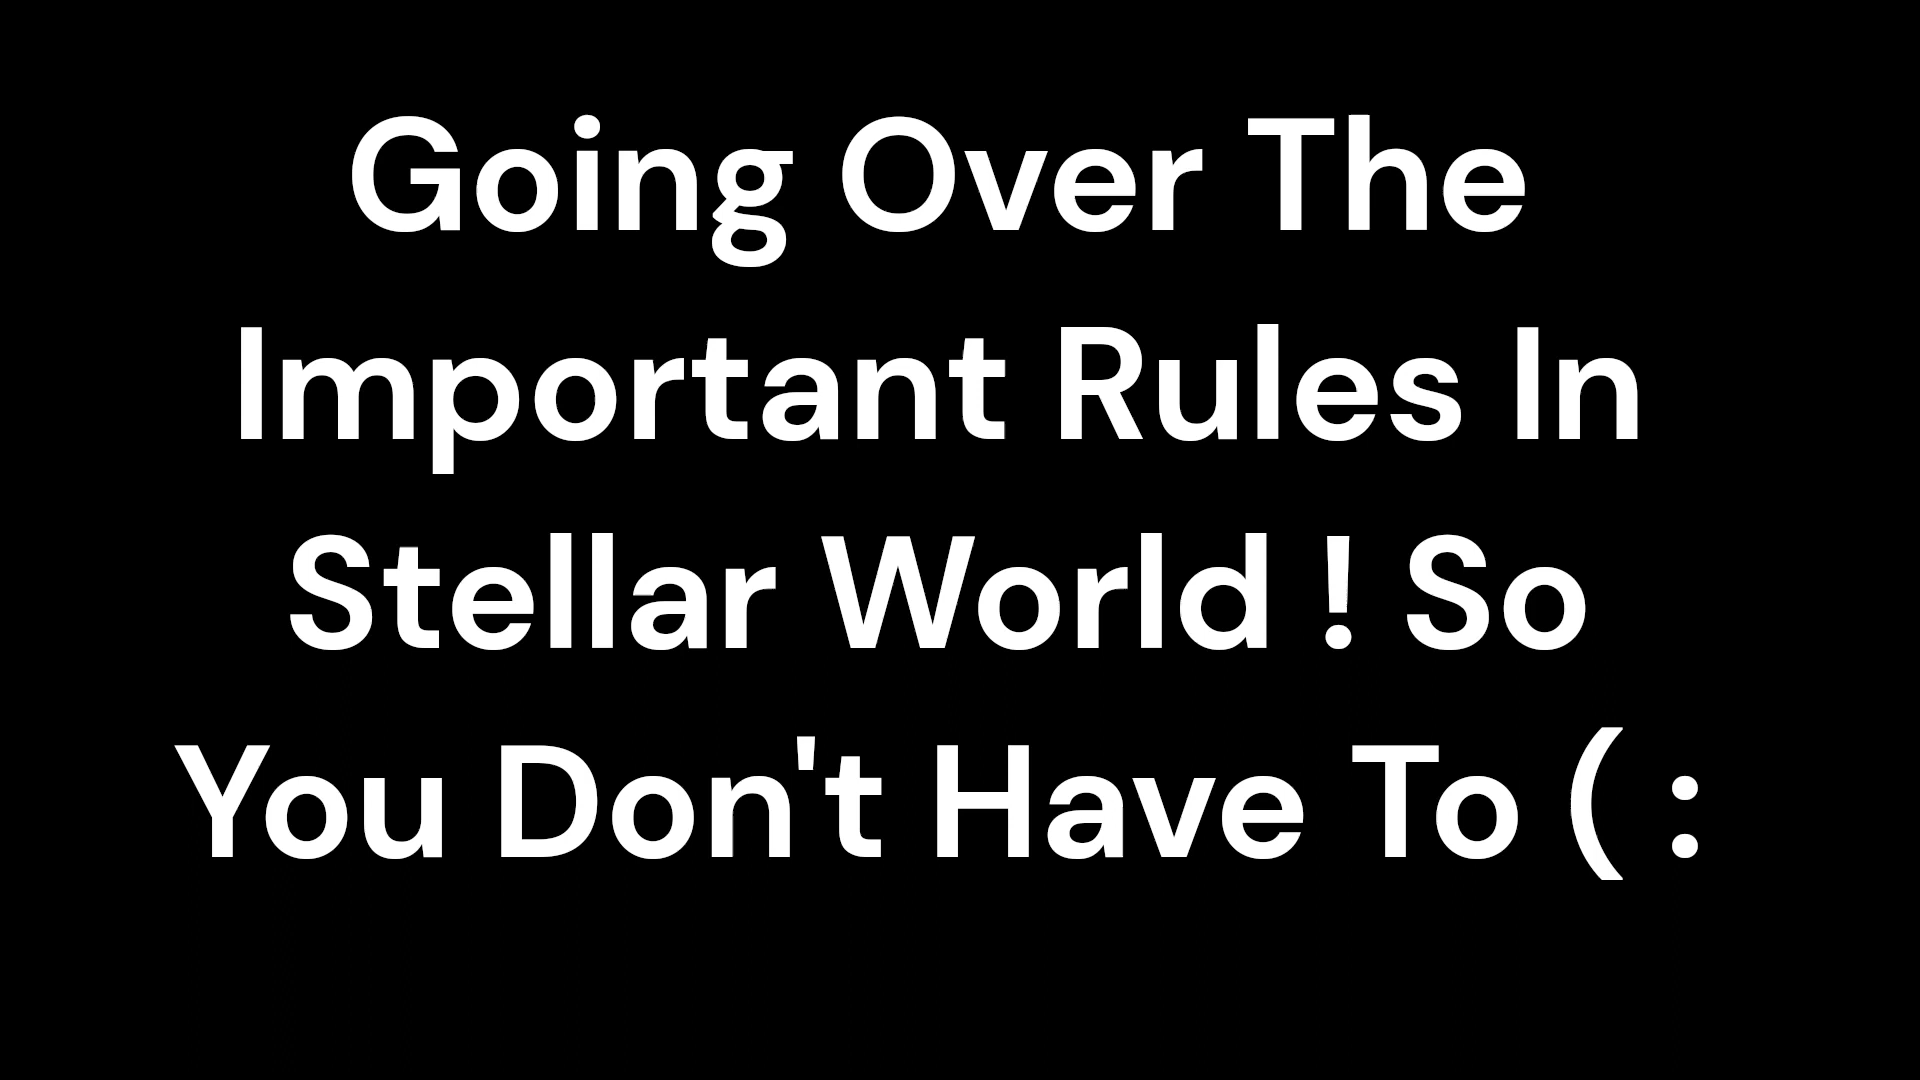 Going Over The
Important Rules In
Stellar World ! So
You Don't Have To ( :